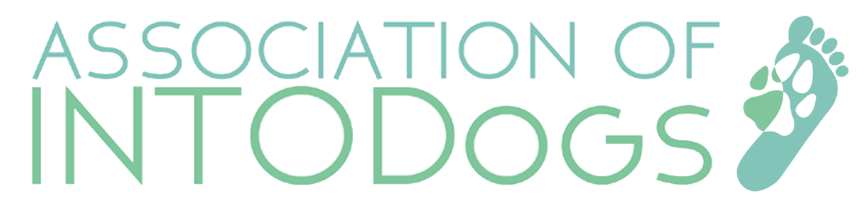 ASSOCIATION OF
INTODOGS